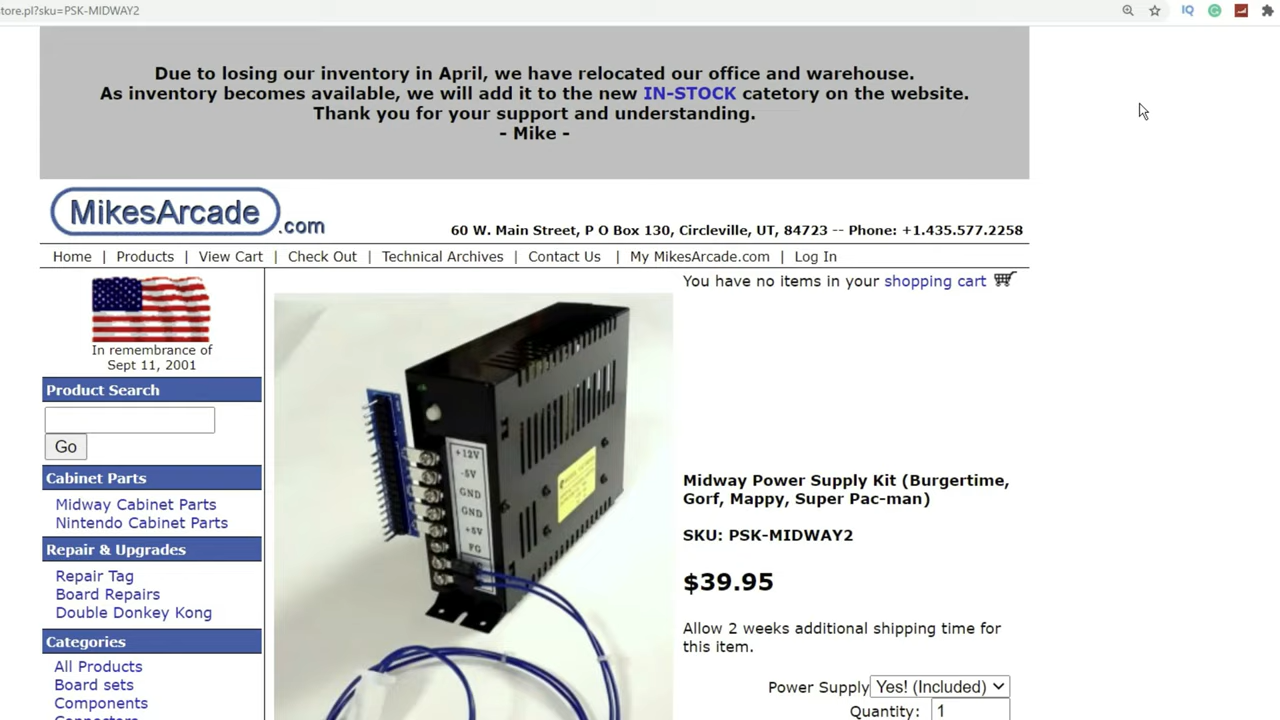 tore.pl?sku=PSK-MIDWAY2
Due to losing our inventory in April, we have relocated our office and warehouse.
As inventory becomes available, we will add it to the new IN-STOCK catetory on the website.
Thank you for your support and understanding.
- Mike -
MikesArcade.com
60 W. Main Street, P O Box 130, Circleville, UT, 84723 -- Phone: +1.435.577.2258
Home | Products | View Cart | Check Out | Technical Archives | Contact Us | My MikesArcade.com | Log In
You have no items in your shopping cart
In remembrance of
Sept 11, 2001
Product Search
Go
Cabinet Parts
Midway Cabinet Parts
Nintendo Cabinet Parts
Repair & Upgrades
Repair Tag
Board Repairs
Double Donkey Kong
Categories
All Products
Board sets
Components
Connectors
+12V
-5V
GND
GND
+5V
FG
Midway Power Supply Kit (Burgertime,
Gorf, Mappy, Super Pac-man)
SKU: PSK-MIDWAY2
$39.95
Allow 2 weeks additional shipping time for
this item.
Power Supply Yes! (Included)
Quantity: 1